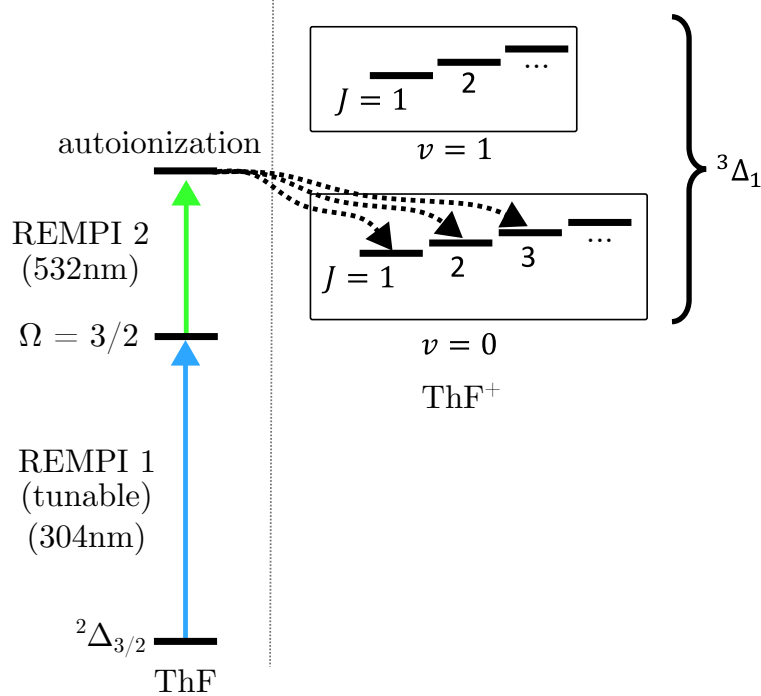 J = 1
2
...
v = 1
³Δ₁
autoionization
REMPI 2
(532nm)
J = 1
2
3
...
v = 0
Ω = 3/2
ThF⁺
REMPI 1
(tunable)
(304nm)
²Δ₃/₂
ThF